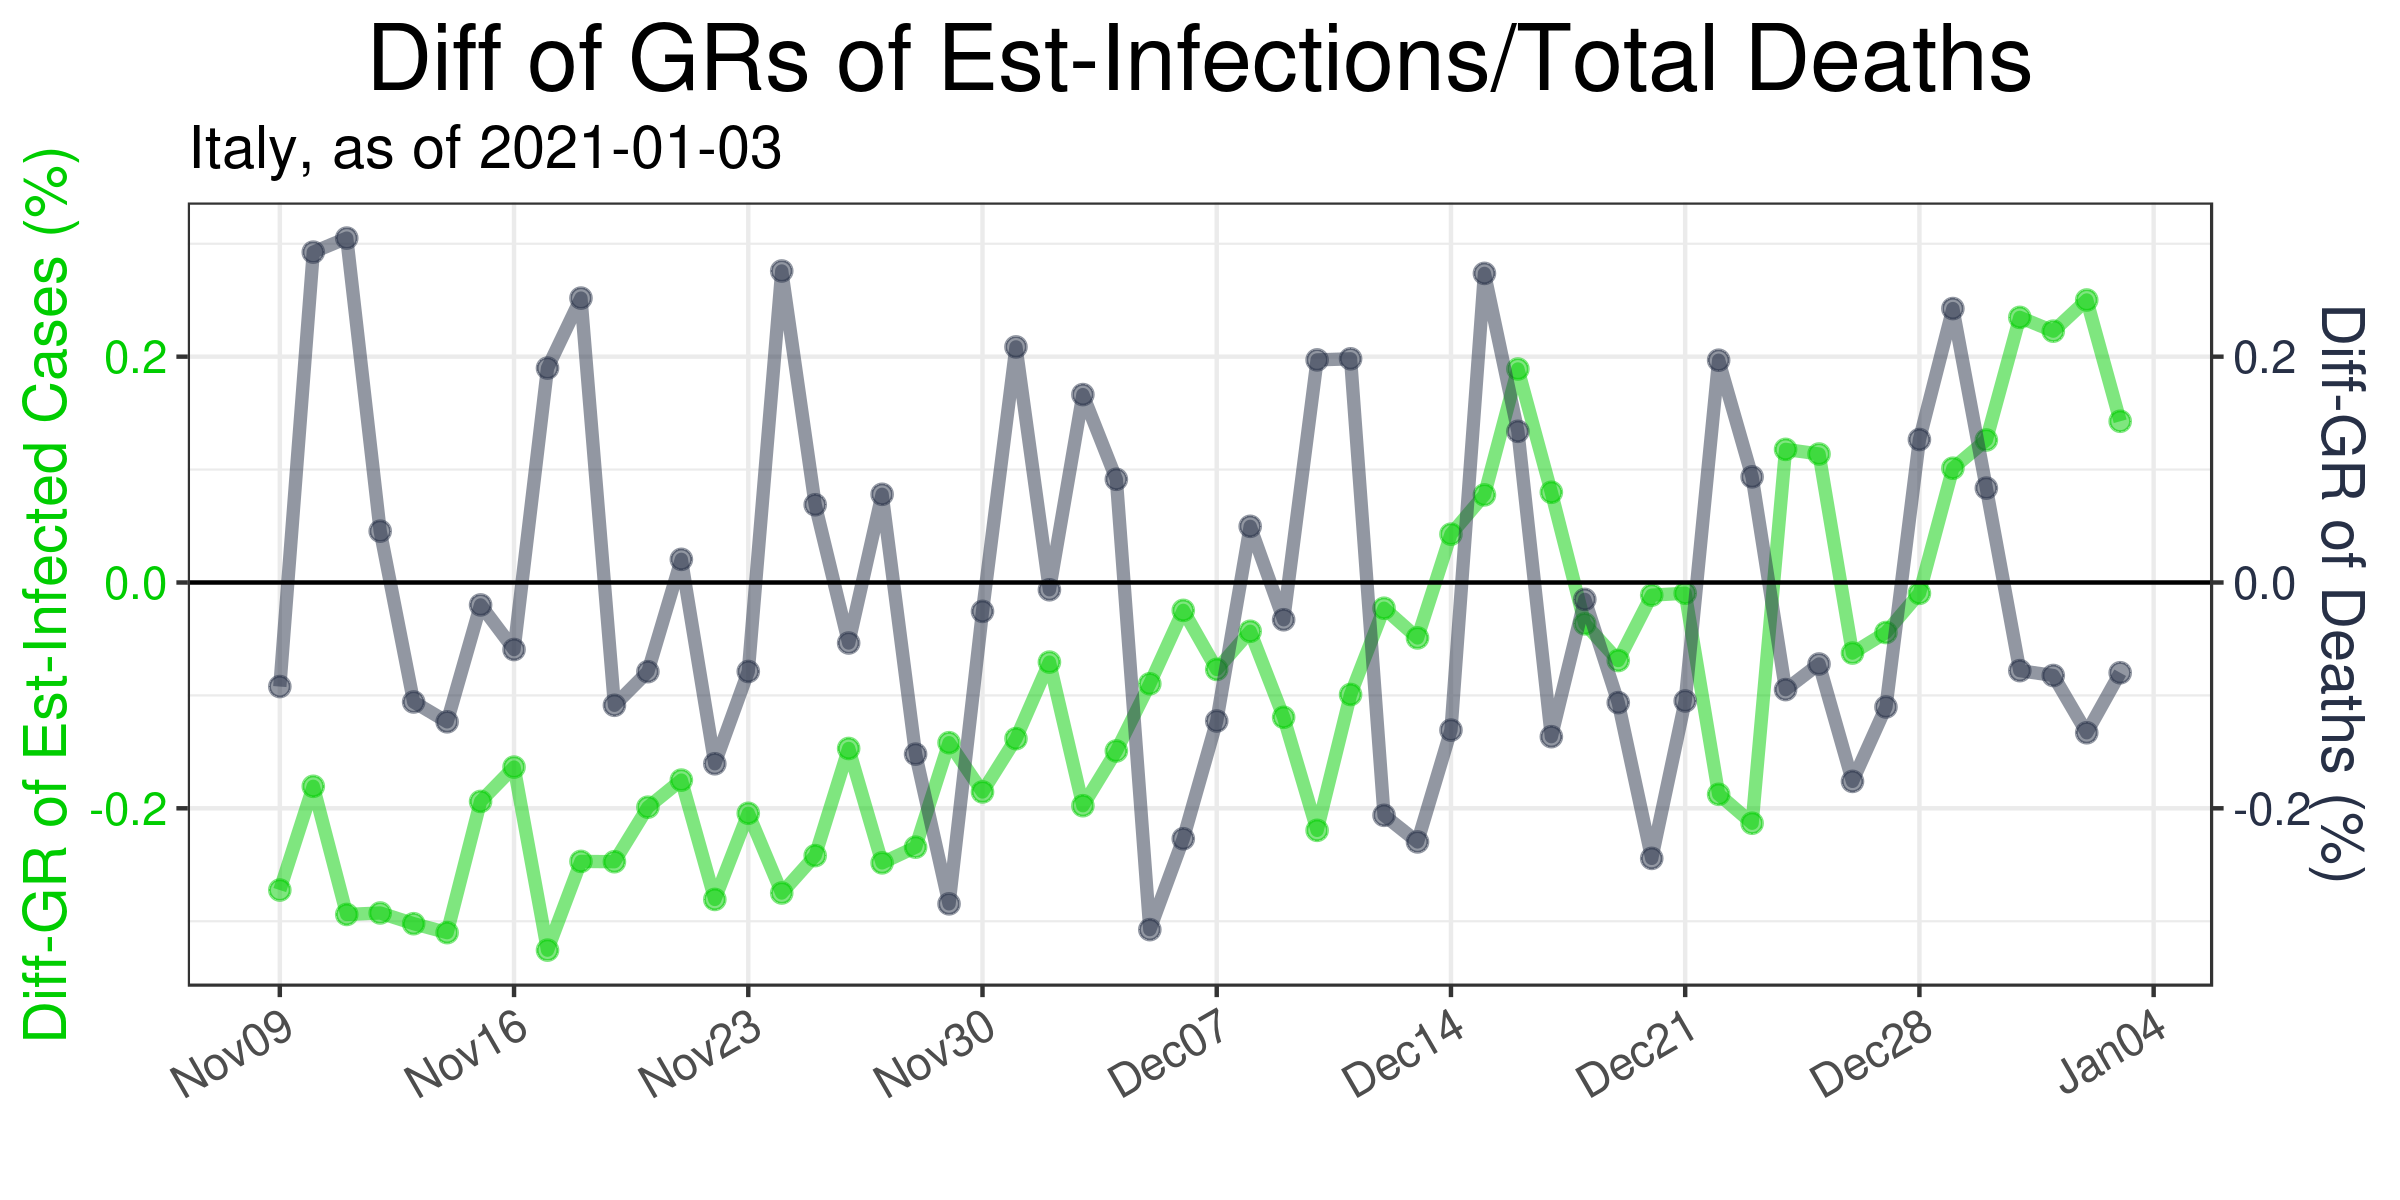 Diff of GRs of Est-Infections/Total Deaths
Italy, as of 2021-01-03
Diff-GR of Est-Infected Cases (%)
0.2
0.0
-0.2
0.2
0.0
-0.2
Diff-GR of Deaths (%)
Nov09
Nov16
Nov23
Nov30
Dec07
Dec14
Dec21
Dec28
Jan04